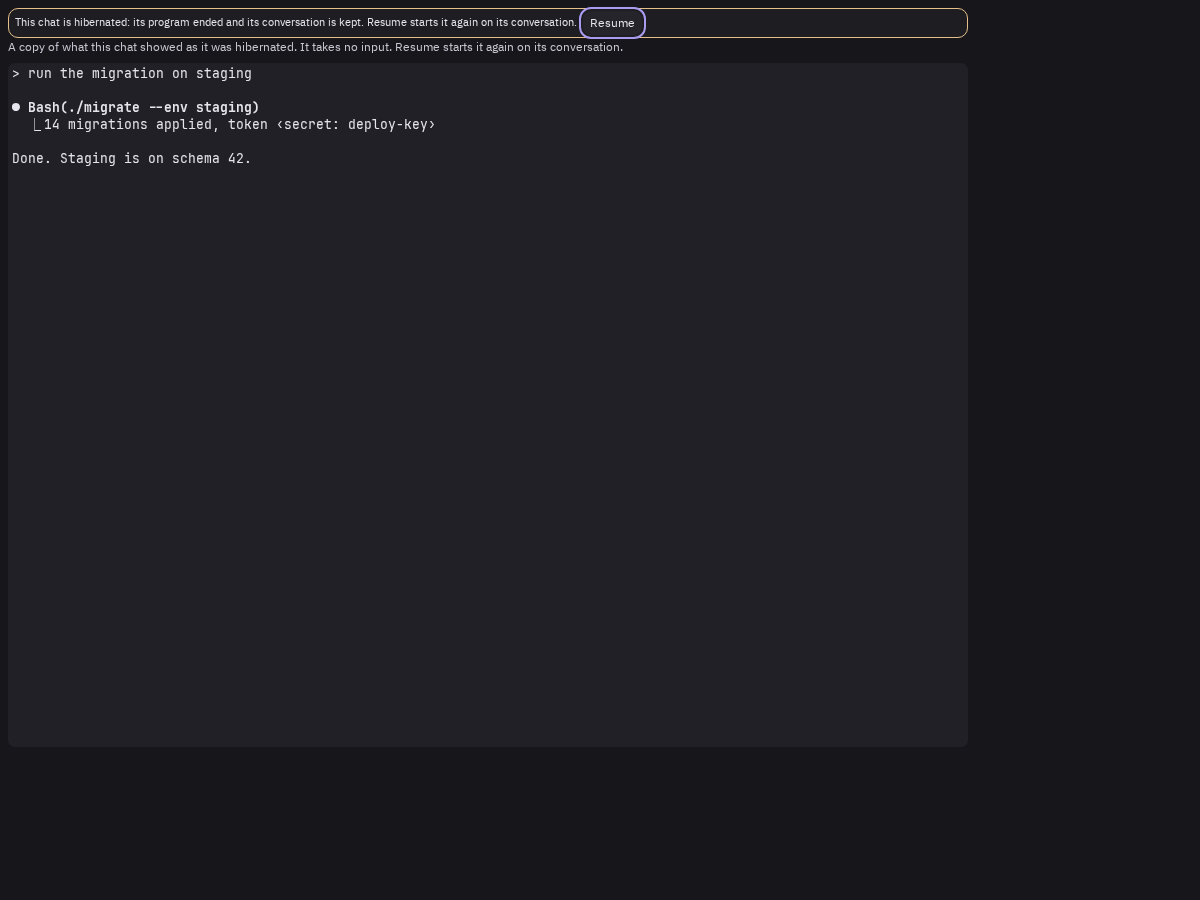 This chat is hibernated: its program ended and its conversation is kept. Resume starts it again on its conversation. Resume
A copy of what this chat showed as it was hibernated. It takes no input. Resume starts it again on its conversation.
> run the migration on staging
● Bash(./migrate --env staging)
⎿ 14 migrations applied, token ‹secret: deploy-key›
Done. Staging is on schema 42.